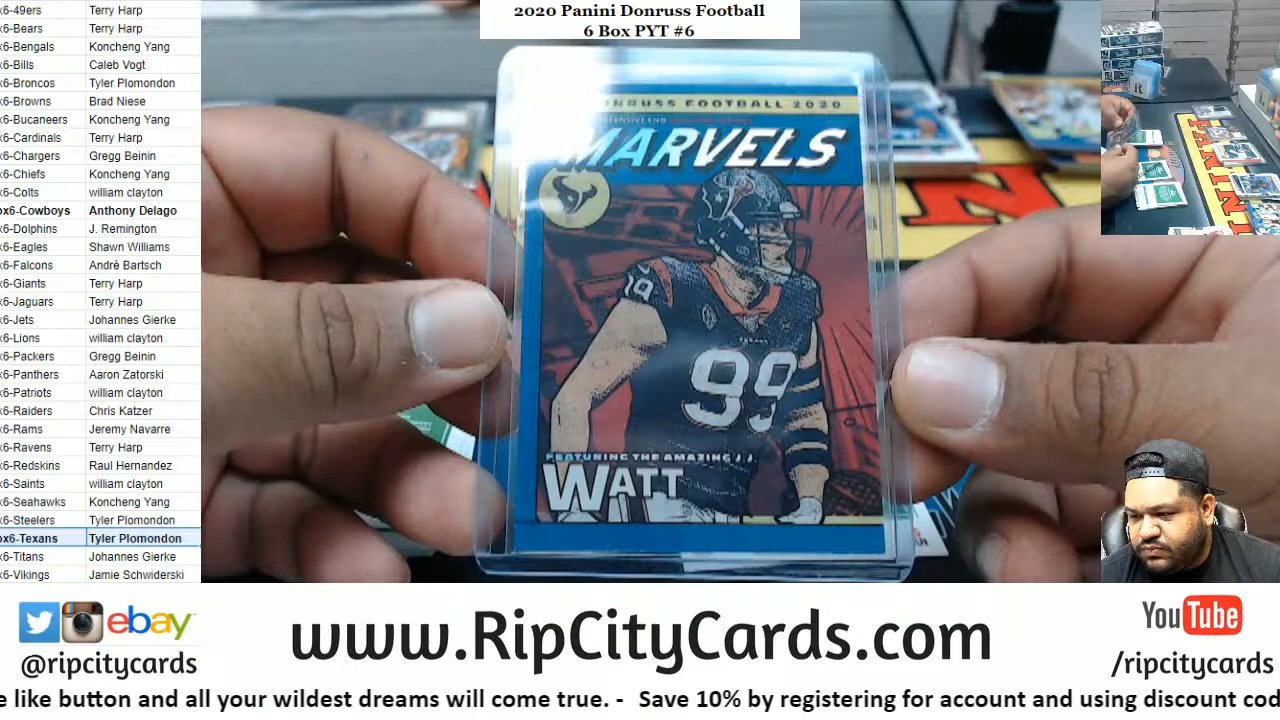 2020 Panini Donruss Football
6 Box PYT #6
x6-49ers Terry Harp
x6-Bears Terry Harp
x6-Bengals Koncheng Yang
x6-Bills Caleb Vogt
x6-Broncos Tyler Plomondon
x6-Browns Brad Niese
x6-Bucaneers Koncheng Yang
x6-Cardinals Terry Harp
x6-Chargers Gregg Beinin
x6-Chiefs Koncheng Yang
x6-Colts william clayton
ox6-Cowboys Anthony Delago
x6-Dolphins J. Remington
x6-Eagles Shawn Williams
x6-Falcons André Bartsch
x6-Giants Terry Harp
x6-Jaguars Terry Harp
x6-Jets Johannes Gierke
x6-Lions william clayton
x6-Packers Gregg Beinin
x6-Panthers Aaron Zatorski
x6-Patriots william clayton
x6-Raiders Chris Katzer
x6-Rams Jeremy Navarre
x6-Ravens Terry Harp
x6-Redskins Raul Hernandez
x6-Saints william clayton
x6-Seahawks Koncheng Yang
x6-Steelers Tyler Plomondon
ox6-Texans Tyler Plomondon
x6-Titans Johannes Gierke
x6-Vikings Jamie Schwiderski
DONRUSS FOOTBALL 2020
MARVELS
99
99
FEATURING THE AMAZING J.J.
WATT
PANINI
ebay
@ripcitycards
www.RipCityCards.com
YouTube
/ripcitycards
e like button and all your wildest dreams will come true. - Save 10% by registering for account and using discount cod